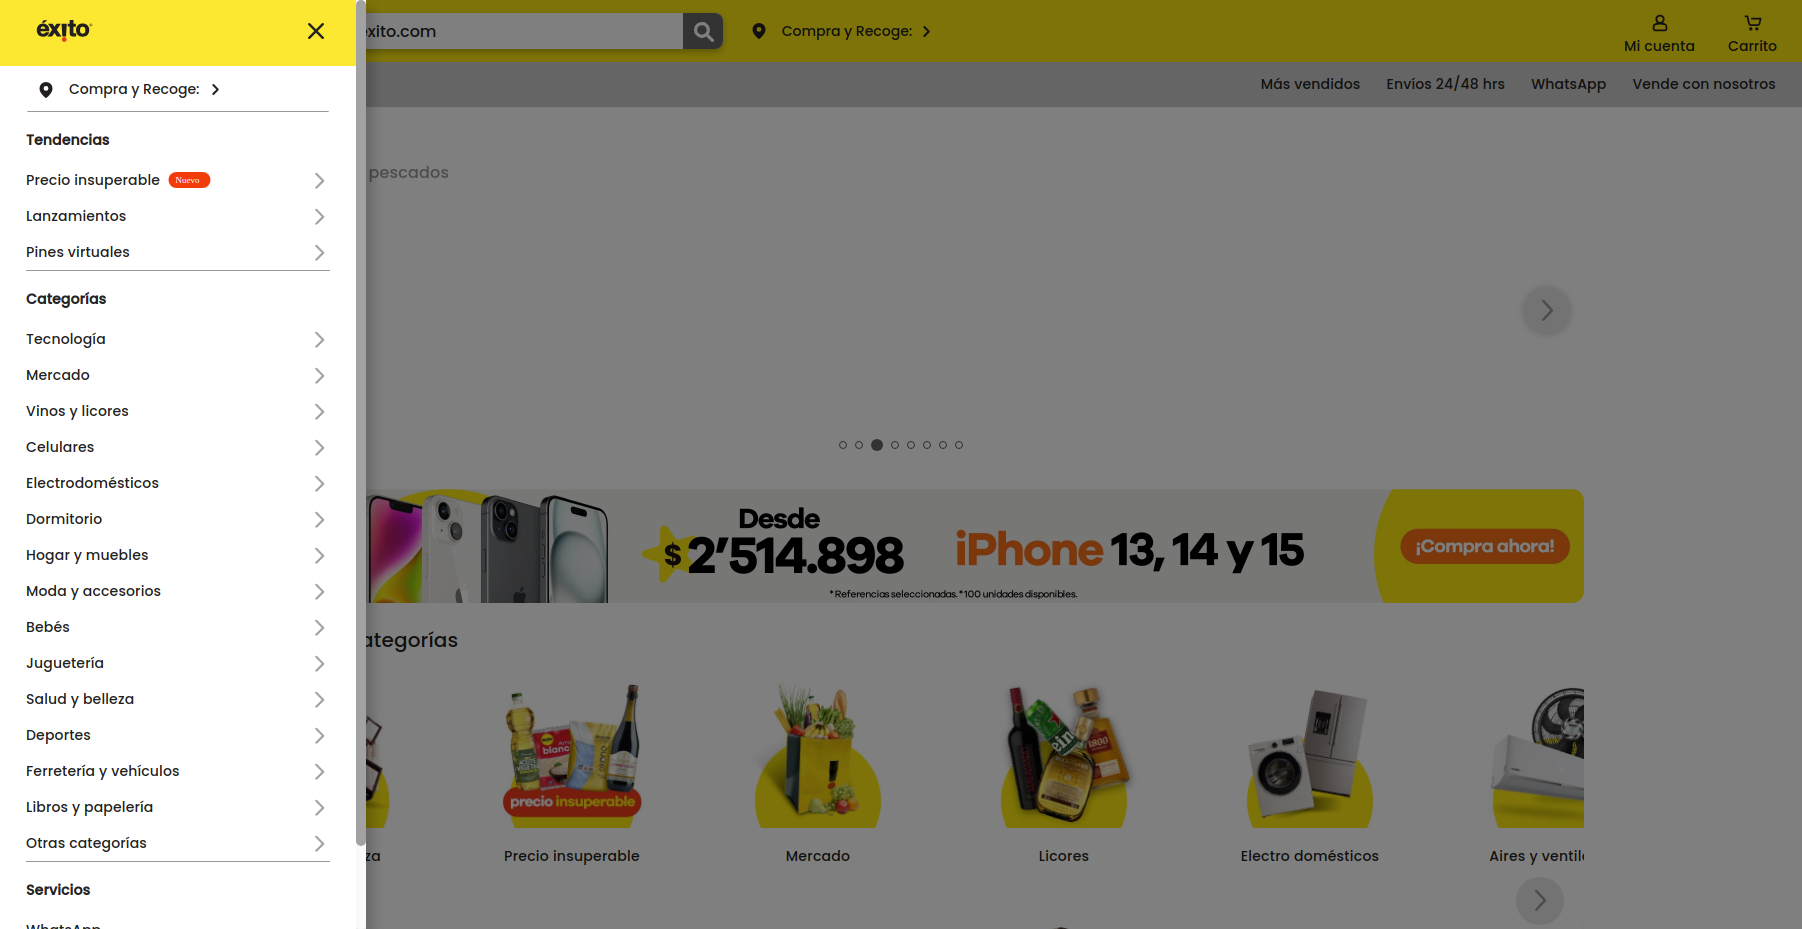 éxito
Compra y Recoge:
Tendencias
Precio insuperable Nuevo
Lanzamientos
Pines virtuales
Categorías
Tecnología
Mercado
Vinos y licores
Celulares
Electrodomésticos
Dormitorio
Hogar y muebles
Moda y accesorios
Bebés
Juguetería
Salud y belleza
Deportes
Ferretería y vehículos
Libros y papelería
Otras categorías
Servicios
WhatsApp
xito.com
Compra y Recoge:
Mi cuenta
Carrito
Más vendidos
Envíos 24/48 hrs
WhatsApp
Vende con nosotros
pescados
Desde
$2'514.898
iPhone 13, 14 y 15
¡Compra ahora!
*Referencias seleccionadas. *100 unidades disponibles.
ategorías
blanc
precio insuperable
1800
za
Precio insuperable
Mercado
Licores
Electro domésticos
Aires y ventil